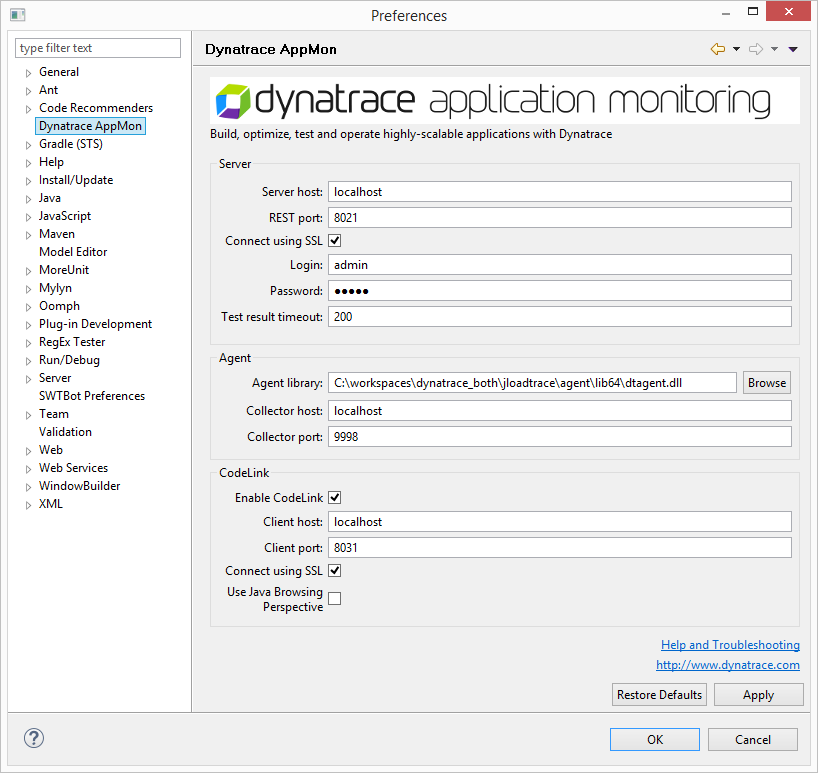 Preferences
type filter text
General
Ant
Code Recommenders
Dynatrace AppMon
Gradle (STS)
Help
Install/Update
Java
JavaScript
Maven
Model Editor
MoreUnit
Mylyn
Oomph
Plug-in Development
RegEx Tester
Run/Debug
Server
SWTBot Preferences
Team
Validation
Web
Web Services
WindowBuilder
XML
Dynatrace AppMon
dynatrace application monitoring
Build, optimize, test and operate highly-scalable applications with Dynatrace
Server
Server host: localhost
REST port: 8021
Connect using SSL
Login: admin
Password: ●●●●●
Test result timeout: 200
Agent
Agent library: C:\workspaces\dynatrace_both\jloadtrace\agent\lib64\dtagent.dll Browse
Collector host: localhost
Collector port: 9998
CodeLink
Enable CodeLink
Client host: localhost
Client port: 8031
Connect using SSL
Use Java Browsing
Perspective
Help and Troubleshooting
http://www.dynatrace.com
Restore Defaults Apply
? OK Cancel